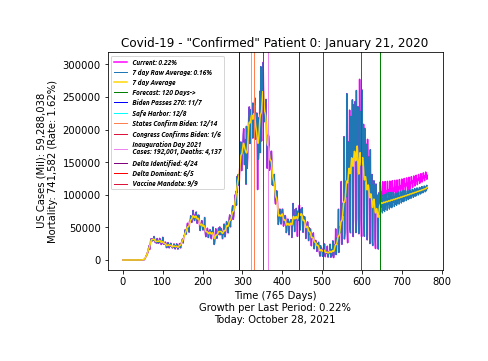 Covid-19 - "Confirmed" Patient 0: January 21, 2020
US Cases (Mil): 59,288,038
Mortality: 741,582 (Rate: 1.62%)
300000
250000
200000
150000
100000
50000
0
Current: 0.22%
7 day Raw Average: 0.16%
7 day Average
Forecast: 120 Days->
Biden Passes 270: 11/7
Safe Harbor: 12/8
States Confirm Biden: 12/14
Congress Confirms Biden: 1/6
Inauguration Day 2021
Cases: 192,001, Deaths: 4,137
Delta Identified: 4/24
Delta Dominant: 6/5
Vaccine Mandate: 9/9
0 100 200 300 400 500 600 700 800
Time (765 Days)
Growth per Last Period: 0.22%
Today: October 28, 2021